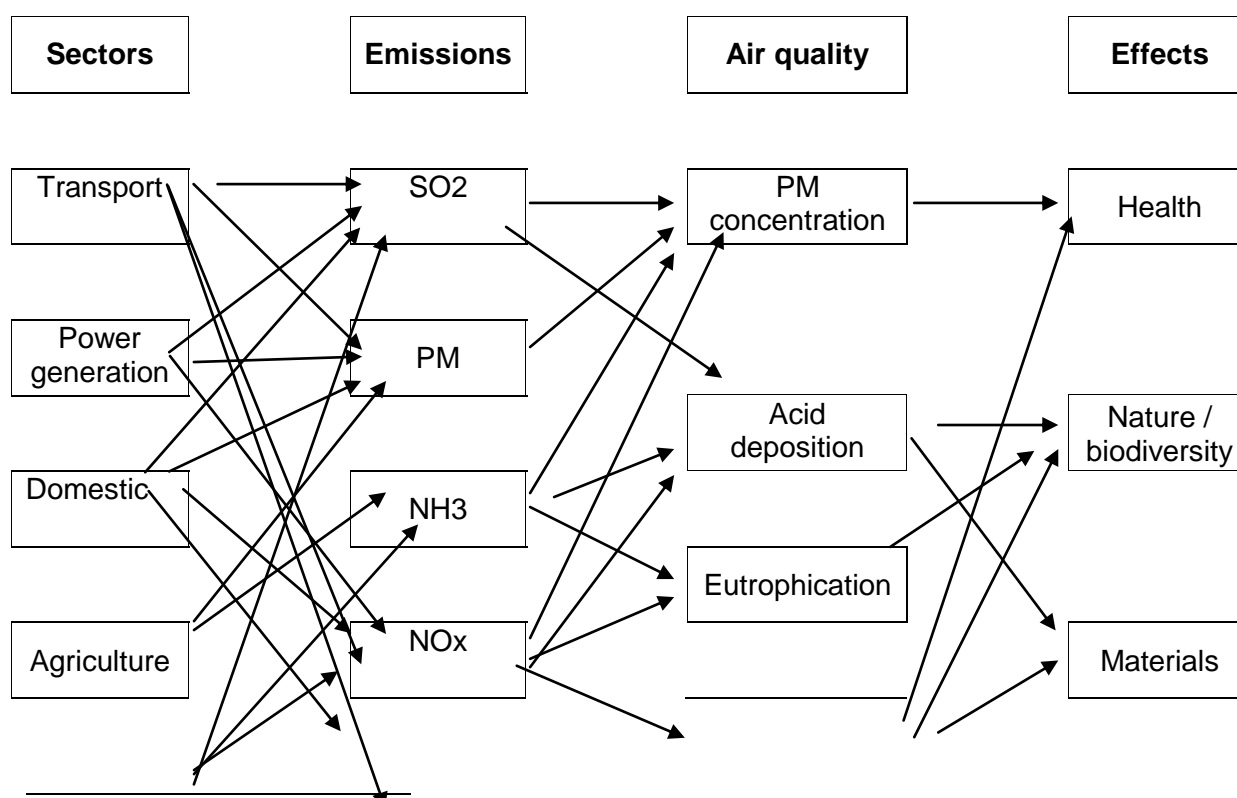 Sectors
Emissions
Air quality
Effects
Transport
SO2
PM
concentration
Health
Power
generation
PM
Acid
deposition
Nature /
biodiversity
Domestic
NH3
Eutrophication
Agriculture
NOx
Materials